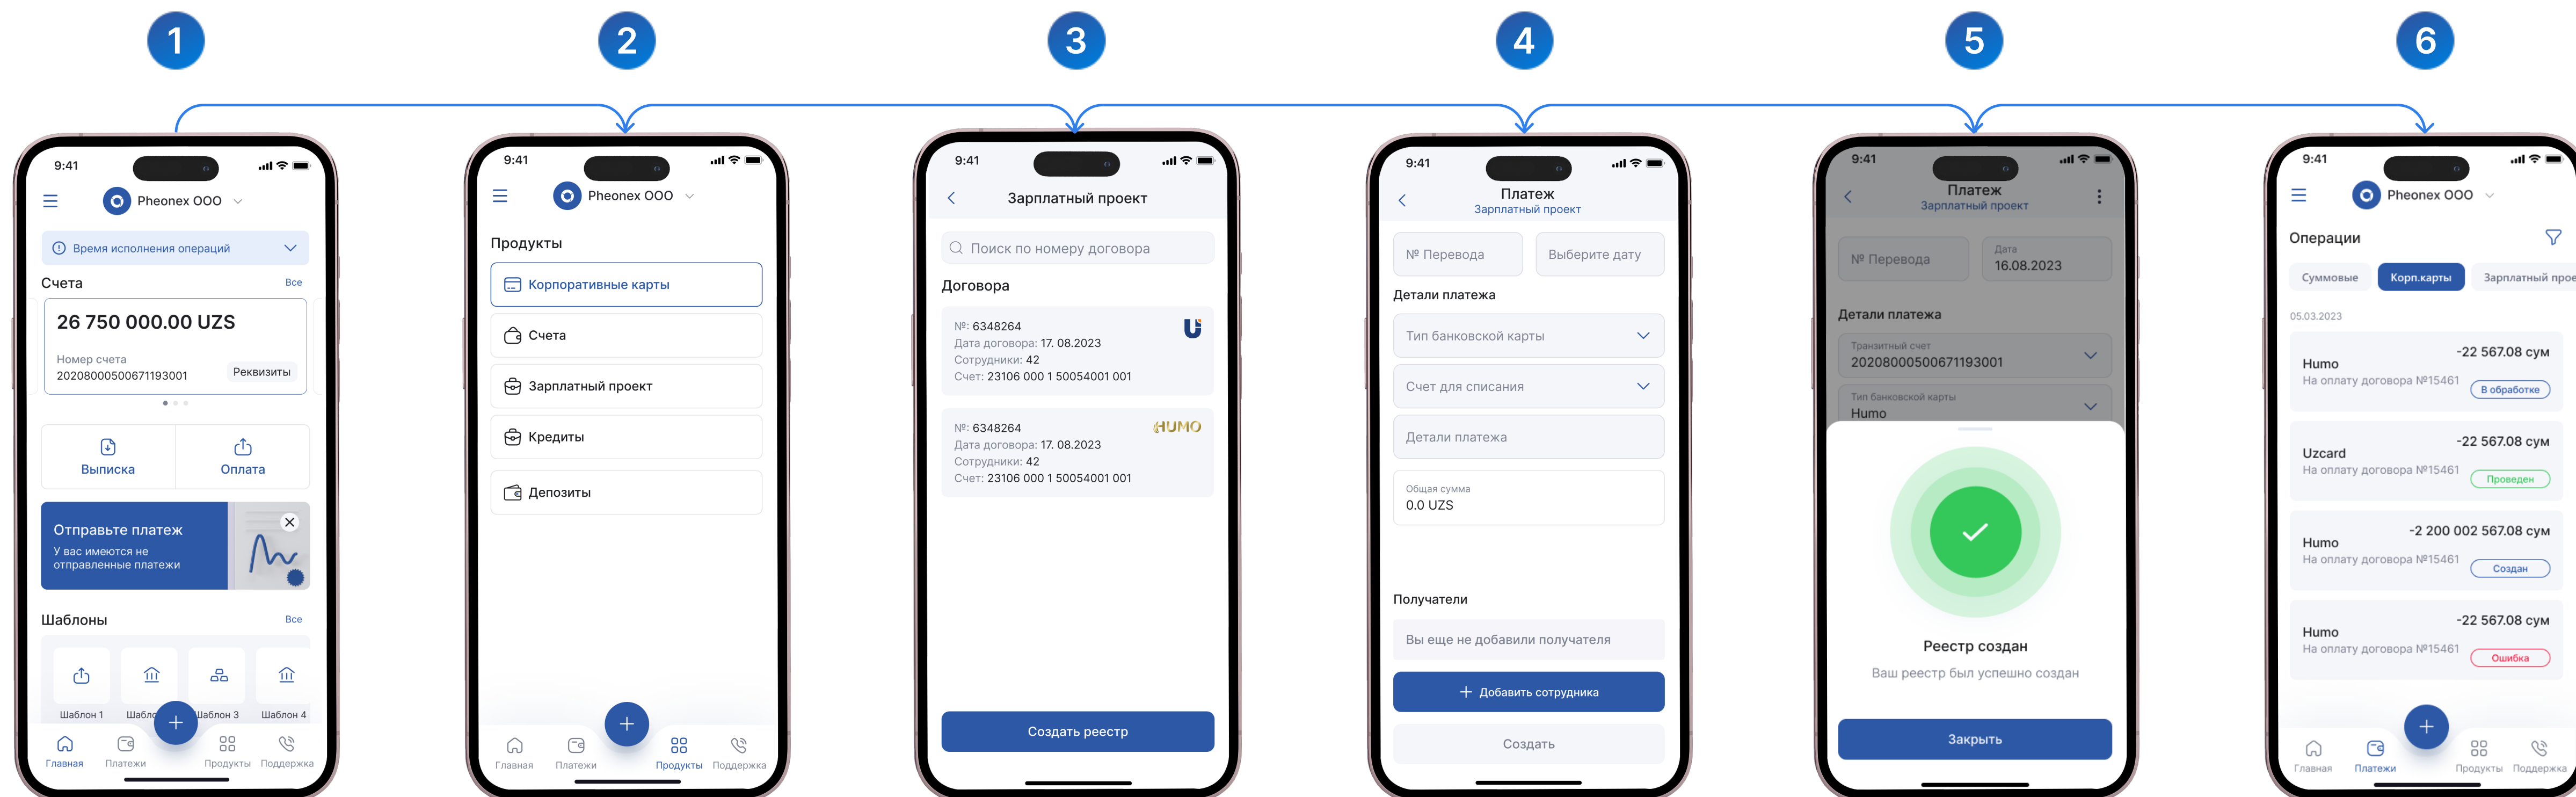 1
2
3
4
5
6
9:41
Pheonex ООО
Время исполнения операций
Счета
Все
26 750 000.00 UZS
Номер счета
20208000500671193001
Реквизиты
Выписка
Оплата
Отправьте платеж
У вас имеются не
отправленные платежи
Шаблоны
Все
Шаблон 1
Шабло
Шаблон 3
Шаблон 4
Главная
Платежи
Продукты
Поддержка
9:41
Pheonex ООО
Продукты
Корпоративные карты
Счета
Зарплатный проект
Кредиты
Депозиты
Главная
Платежи
Продукты
Поддержка
9:41
Зарплатный проект
Поиск по номеру договора
Договора
№: 6348264
Дата договора: 17. 08.2023
Сотрудники: 42
Счет: 23106 000 1 50054001 001
№: 6348264
HUMO
Дата договора: 17. 08.2023
Сотрудники: 42
Счет: 23106 000 1 50054001 001
Создать реестр
9:41
Платеж
Зарплатный проект
№ Перевода
Выберите дату
Детали платежа
Тип банковской карты
Счет для списания
Детали платежа
Общая сумма
0.0 UZS
Получатели
Вы еще не добавили получателя
+ Добавить сотрудника
Создать
9:41
Платеж
Зарплатный проект
№ Перевода
Дата
16.08.2023
Детали платежа
Транзитный счет
20208000500671193001
Тип банковской карты
Humo
Реестр создан
Ваш реестр был успешно создан
Закрыть
9:41
Pheonex ООО
Операции
Суммовые
Корп.карты
Зарплатный прое
05.03.2023
-22 567.08 сум
Humo
На оплату договора №15461
В обработке
-22 567.08 сум
Uzcard
На оплату договора №15461
Проведен
-2 200 002 567.08 сум
Humo
На оплату договора №15461
Создан
-22 567.08 сум
Humo
На оплату договора №15461
Ошибка
Главная
Платежи
Продукты
Поддержка